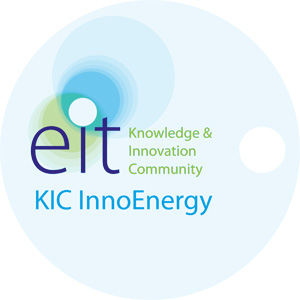 eit Knowledge &
Innovation
Community
KIC InnoEnergy